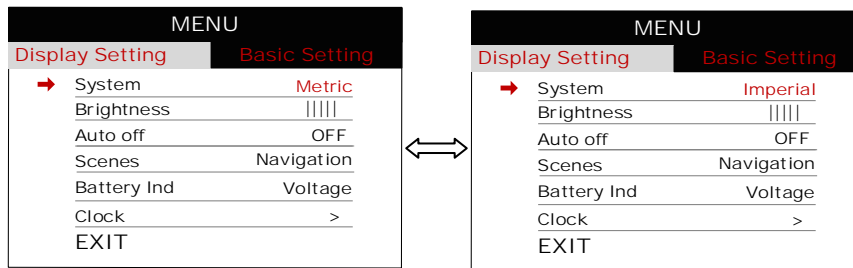 MENU
Display Setting Basic Setting
System Metric
Brightness |||||
Auto off OFF
Scenes Navigation
Battery Ind Voltage
Clock >
EXIT
MENU
Display Setting Basic Setting
System Imperial
Brightness |||||
Auto off OFF
Scenes Navigation
Battery Ind Voltage
Clock >
EXIT